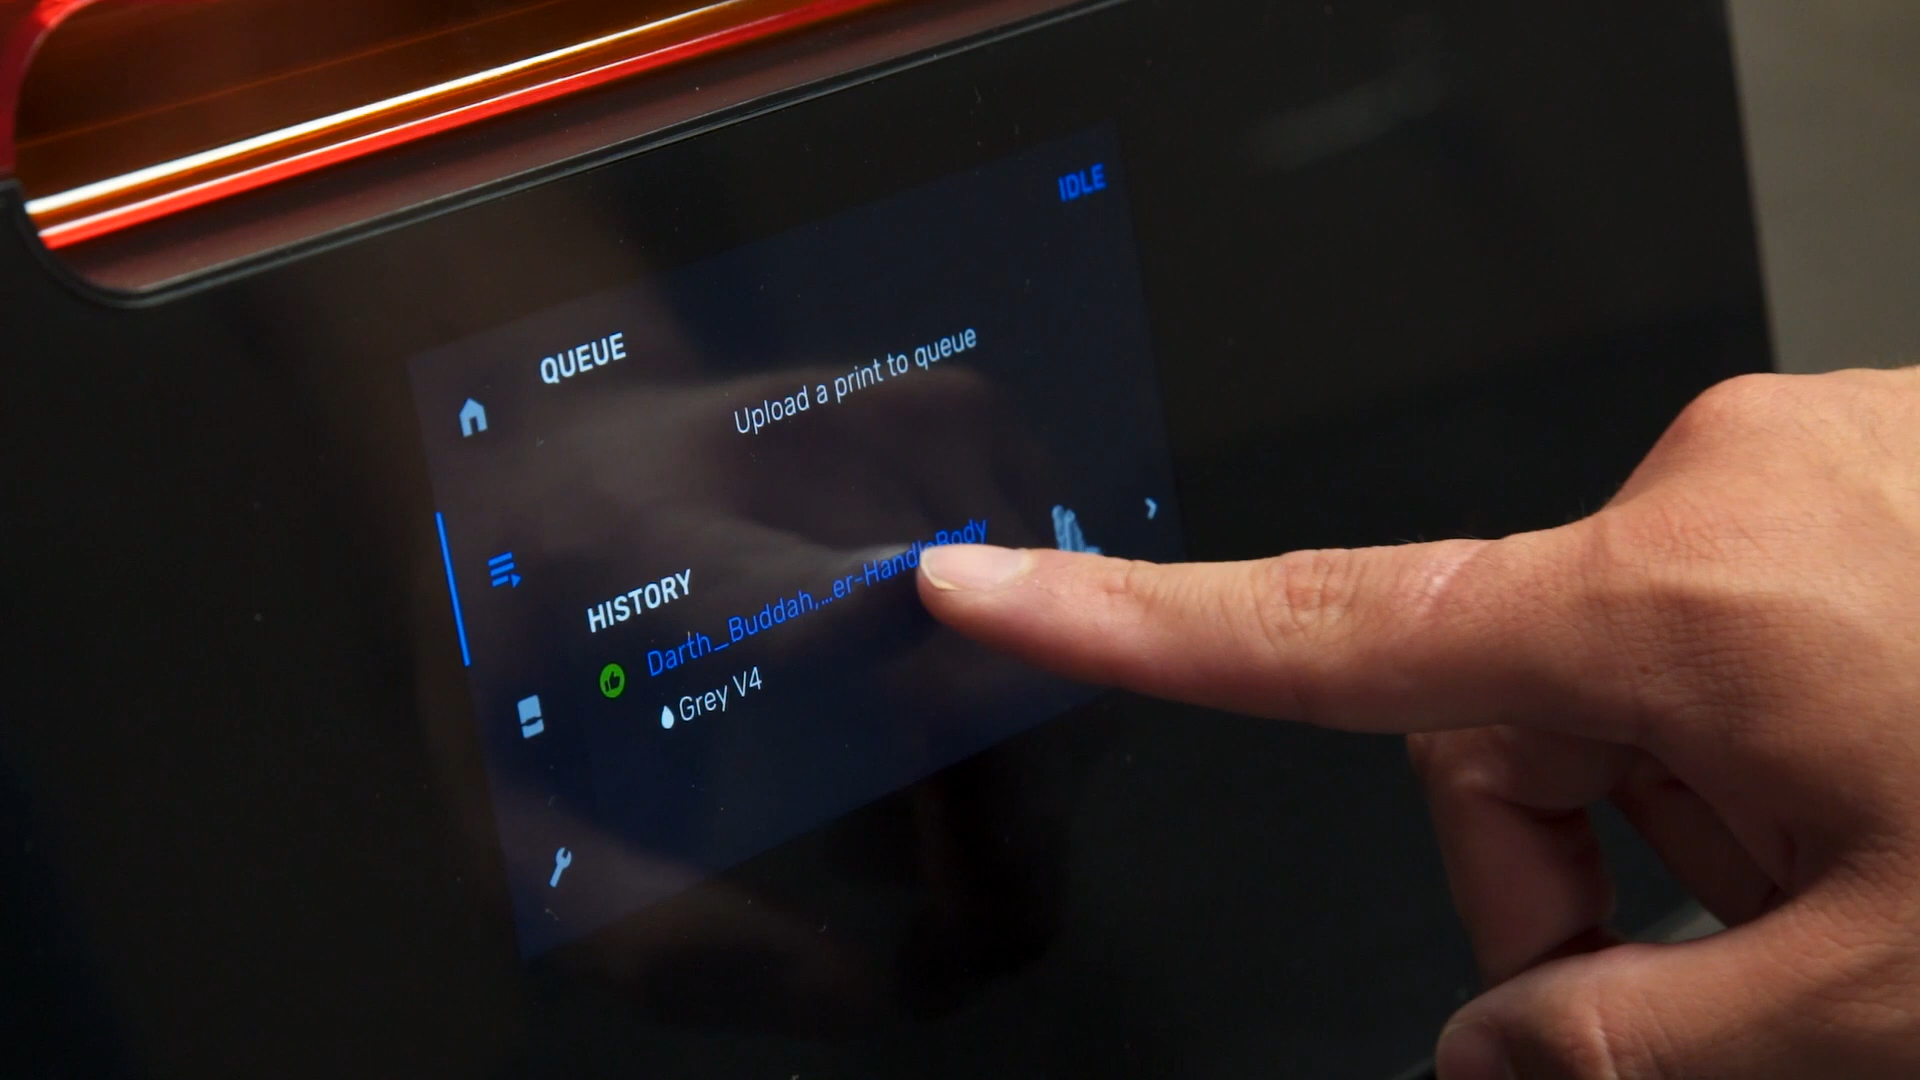 IDLE
QUEUE
Upload a print to queue
HISTORY
Darth_Buddah,...er-HandleBody
Grey V4